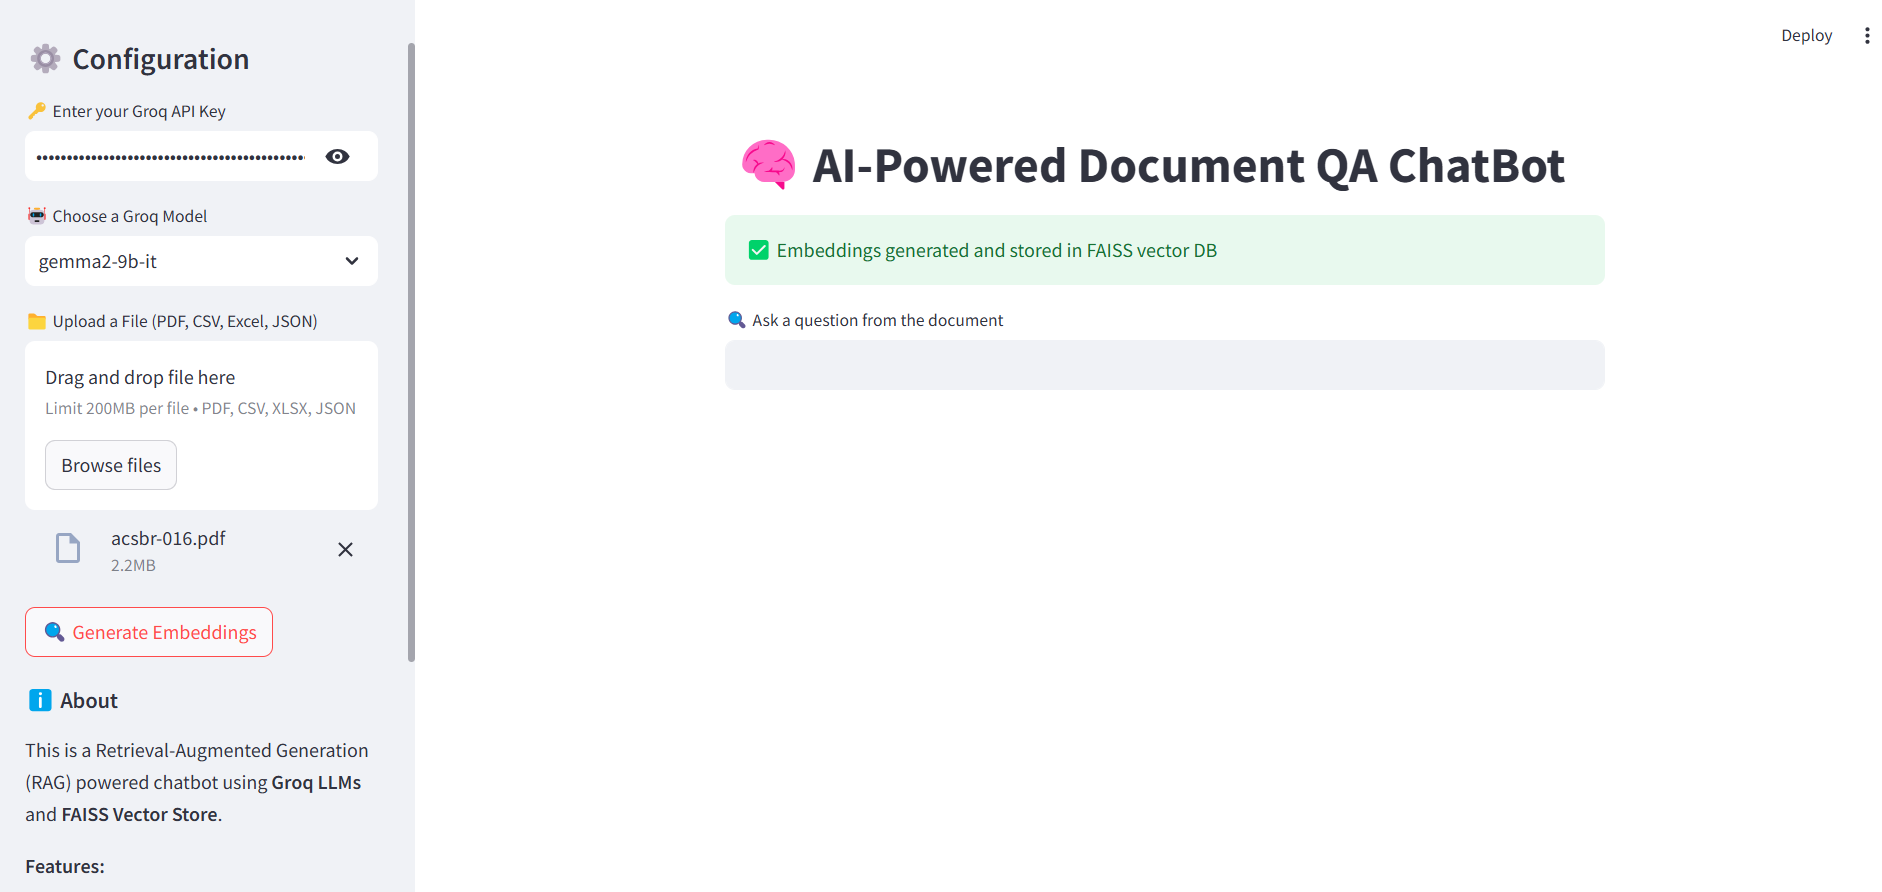 Configuration
Enter your Groq API Key
••••••••••••••••••••••••••••••••••••••••••••
Choose a Groq Model
gemma2-9b-it
Upload a File (PDF, CSV, Excel, JSON)
Drag and drop file here
Limit 200MB per file • PDF, CSV, XLSX, JSON
Browse files
acsbr-016.pdf
2.2MB
Generate Embeddings
About
This is a Retrieval-Augmented Generation
(RAG) powered chatbot using Groq LLMs
and FAISS Vector Store.
Features:
Deploy
AI-Powered Document QA ChatBot
Embeddings generated and stored in FAISS vector DB
Ask a question from the document